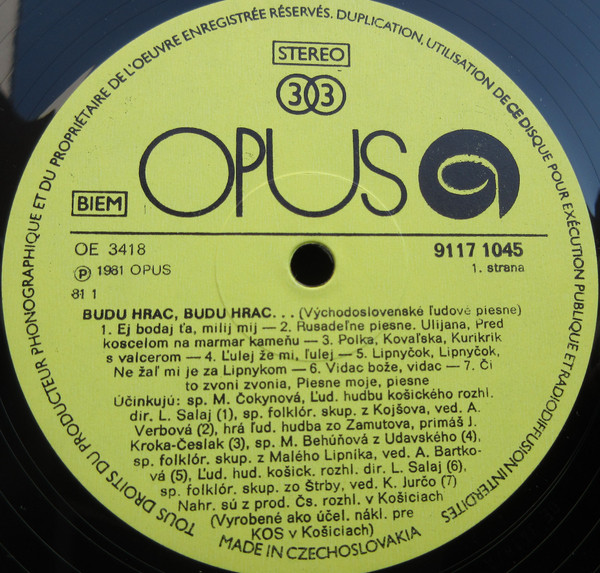 TOUS DROITS DU PRODUCTEUR PHONOGRAPHIQUE ET DU PROPRIÉTAIRE DE L'OEUVRE ENREGISTRÉE RÉSERVÉS. DUPLICATION, UTILISATION DE CE DISQUE POUR EXÉCUTION PUBLIQUE ET RADIODIFFUSION INTERDITES
STEREO
33
OPUS
BIEM
OE 3418
9117 1045
Ⓟ 1981 OPUS
1. strana
81 1
BUDU HRAC, BUDU HRAC... (Východoslovenské ľudové piesne)
1. Ej bodaj ťa, milij mij — 2. Rusadeľne piesne. Ulijana, Pred
koscelom na marmar kameňu — 3. Polka, Kovaľska, Kurikrik
s valcerom — 4. Ľulej že mi, ľulej — 5. Lipnyčok, Lipnyčok,
Ne žaľ mi je za Lipnykom — 6. Vidac bože, vidac — 7. Či
to zvoni zvonia, Piesne moje, piesne
Účinkujú: sp. M. Čokynová, Ľud. hudbu košického rozhl.
dir. L. Salaj (1), sp. folklór. skup. z Kojšova, ved. A.
Verbová (2), hrá ľud. hudba zo Zamutova, primáš J.
Kroka-Česlak (3), sp. M. Behúňová z Udavského (4),
sp. folklór. skup. z Malého Lipníka, ved. A. Bartko-
vá (5), Ľud. hud. košick. rozhl. dir. L. Salaj (6),
sp. folklór. skup. zo Štrby, ved. K. Jurčo (7)
Nahr. sú z prod. Čs. rozhl. v Košiciach
(Vyrobené ako účel. nákl. pre
KOS v Košiciach)
MADE IN CZECHOSLOVAKIA